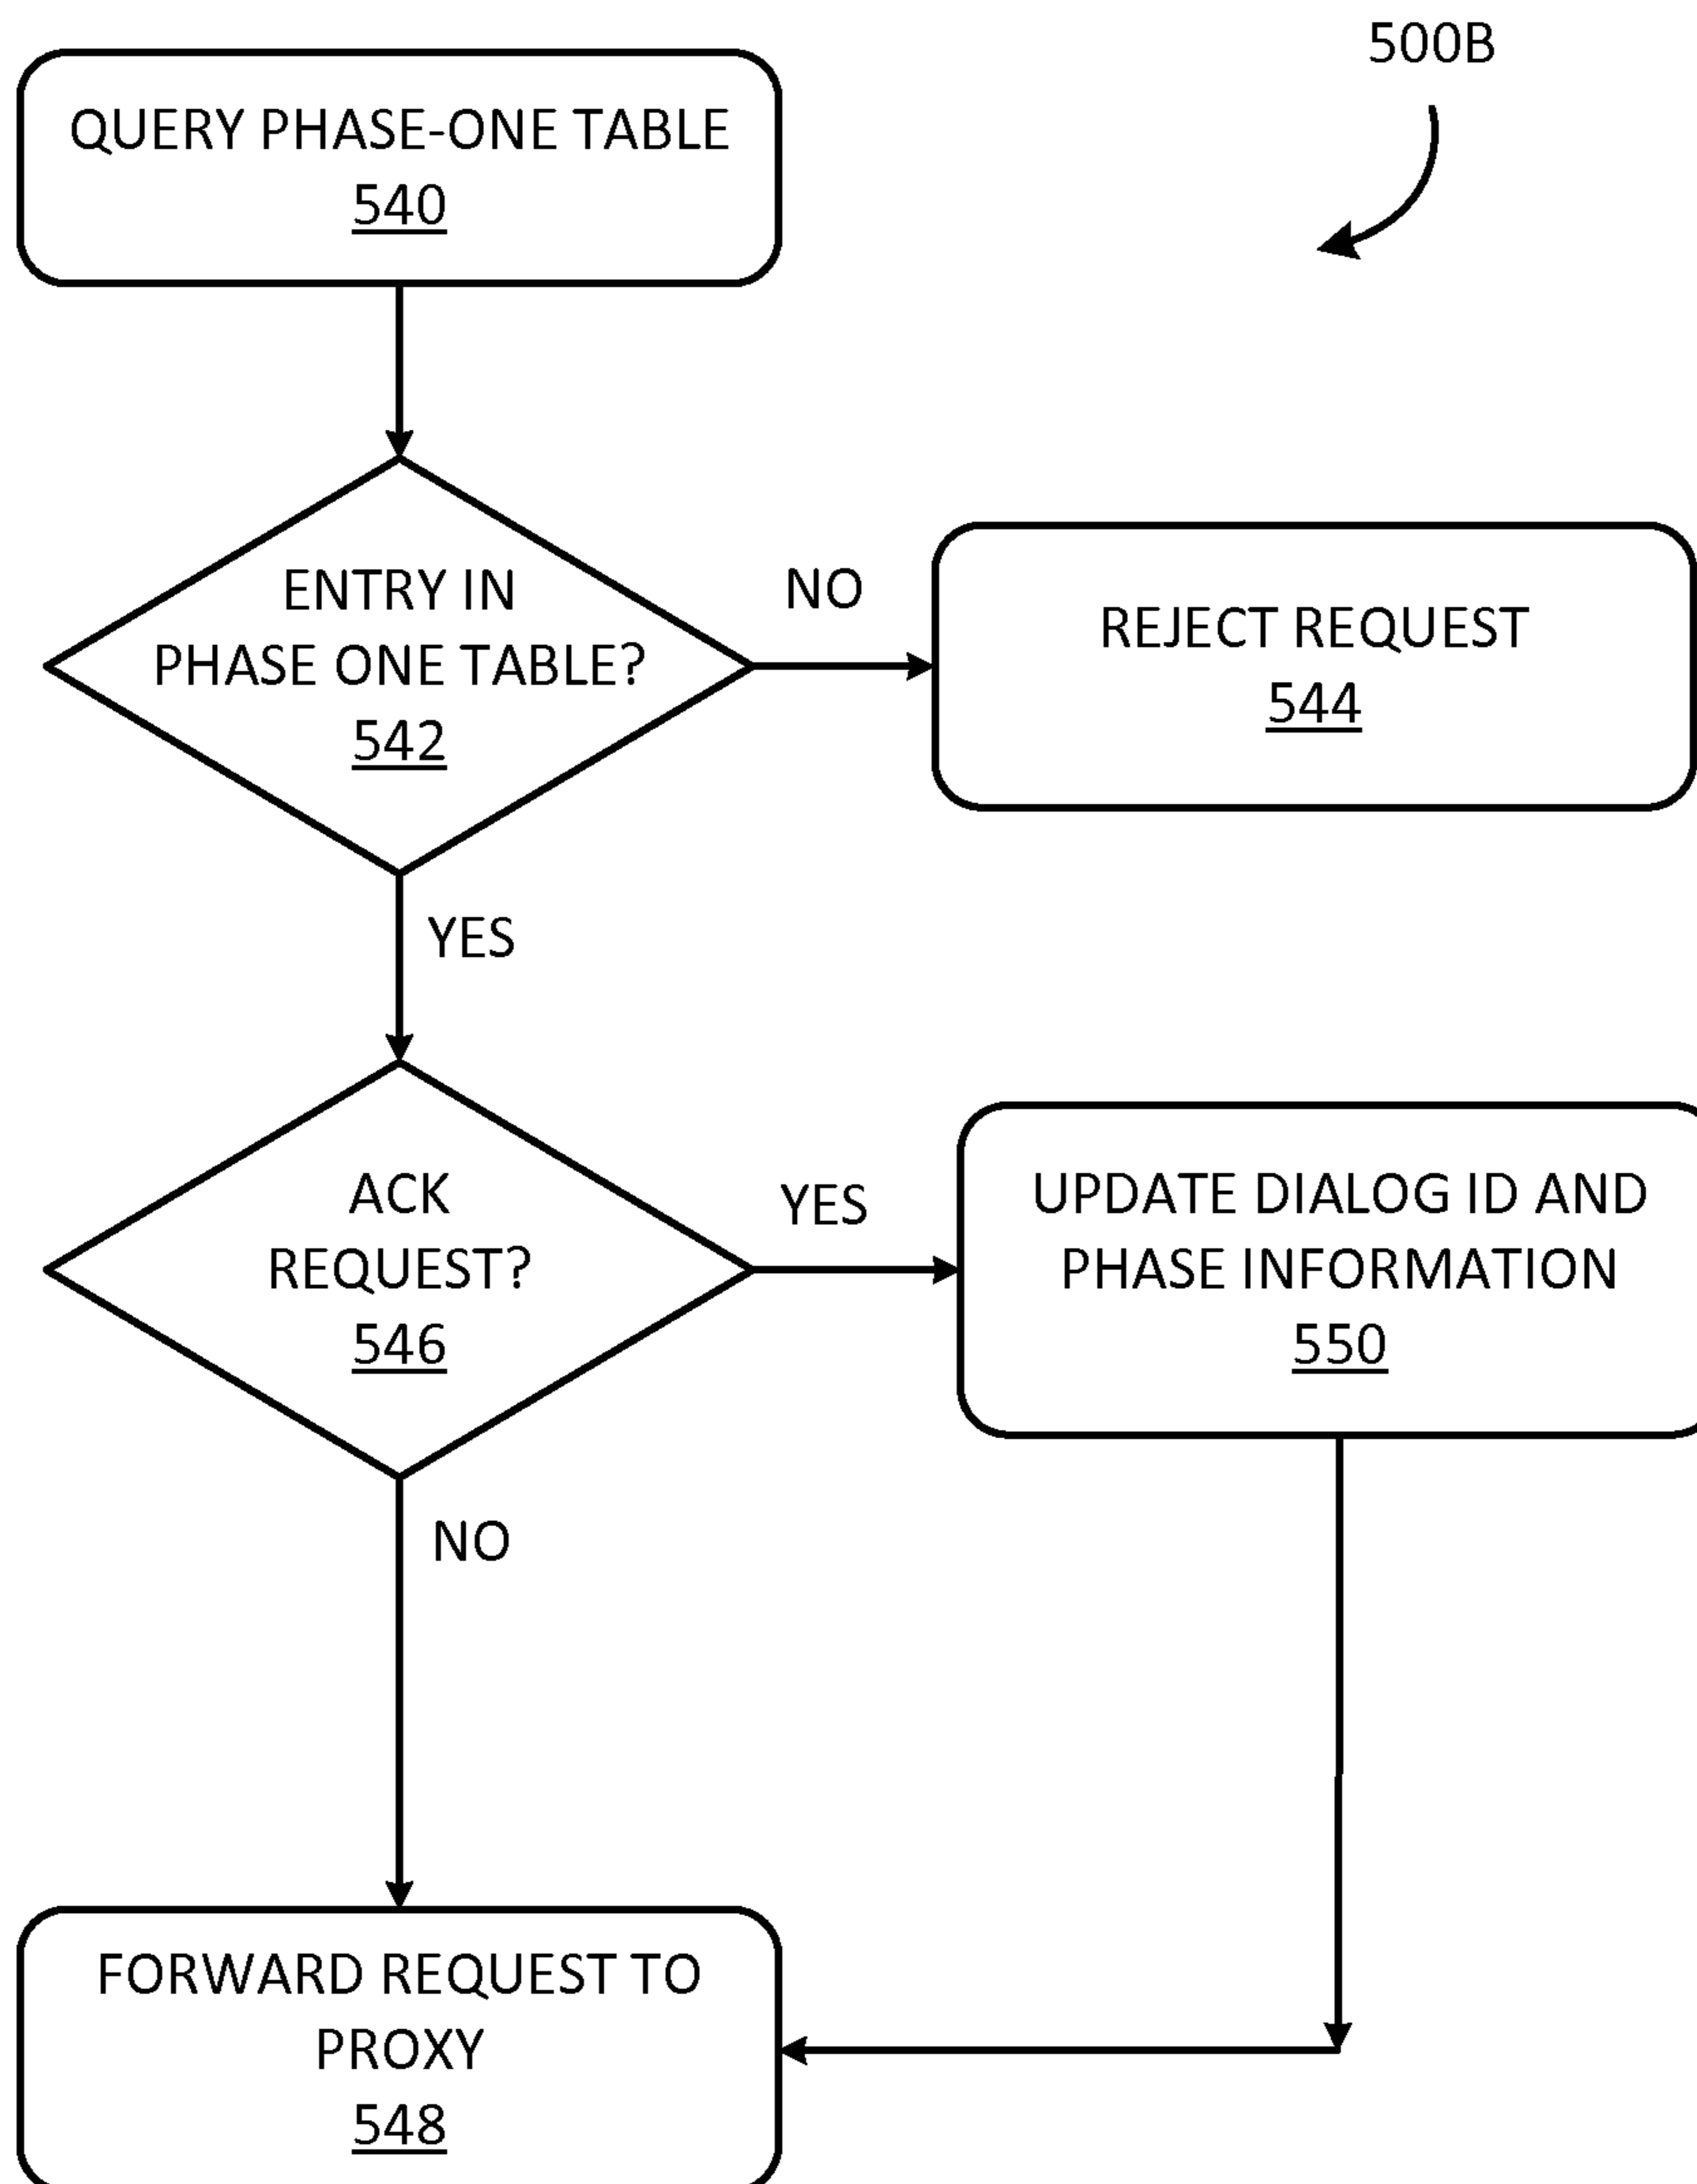 500B
QUERY PHASE-ONE TABLE
540
ENTRY IN
PHASE ONE TABLE?
542
NO
REJECT REQUEST
544
YES
ACK
REQUEST?
546
YES
UPDATE DIALOG ID AND
PHASE INFORMATION
550
NO
FORWARD REQUEST TO
PROXY
548